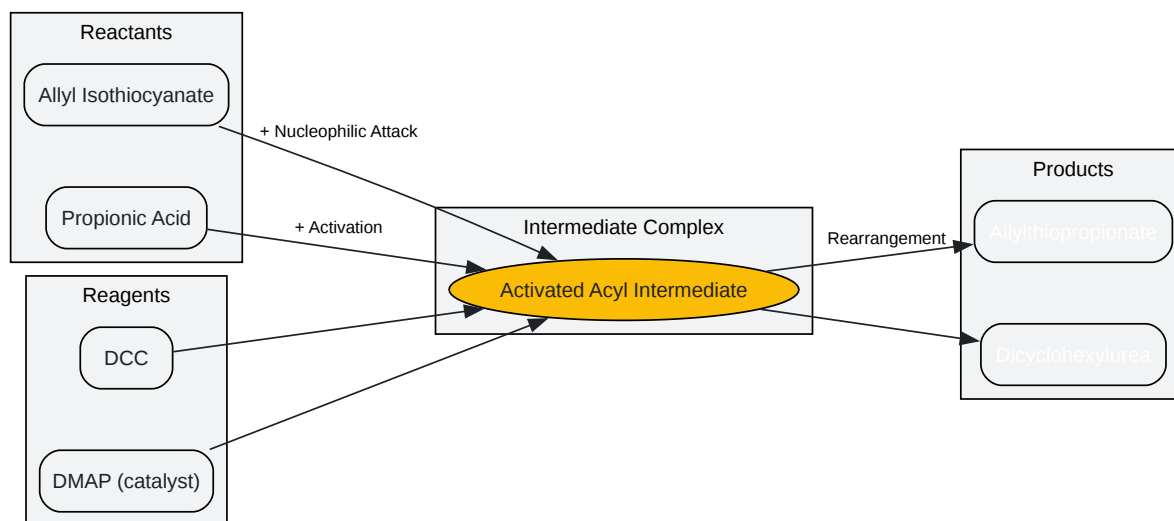 Reactants
Allyl Isothiocyanate
Propionic Acid
Reagents
DCC
DMAP (catalyst)
+ Nucleophilic Attack
+ Activation
Intermediate Complex
Activated Acyl Intermediate
Rearrangement
Products
Allylthiopropionate
Dicyclohexylurea